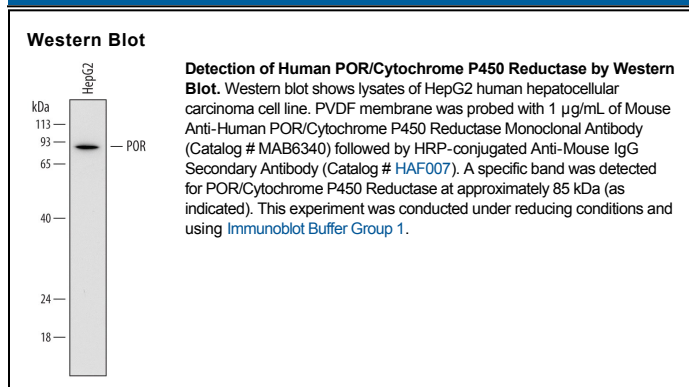 Western Blot
HepG2
kDa
113
93
65
40
24
18
POR
Detection of Human POR/Cytochrome P450 Reductase by Western
Blot. Western blot shows lysates of HepG2 human hepatocellular
carcinoma cell line. PVDF membrane was probed with 1 µg/mL of Mouse
Anti-Human POR/Cytochrome P450 Reductase Monoclonal Antibody
(Catalog # MAB6340) followed by HRP-conjugated Anti-Mouse IgG
Secondary Antibody (Catalog # HAF007). A specific band was detected
for POR/Cytochrome P450 Reductase at approximately 85 kDa (as
indicated). This experiment was conducted under reducing conditions and
using Immunoblot Buffer Group 1.